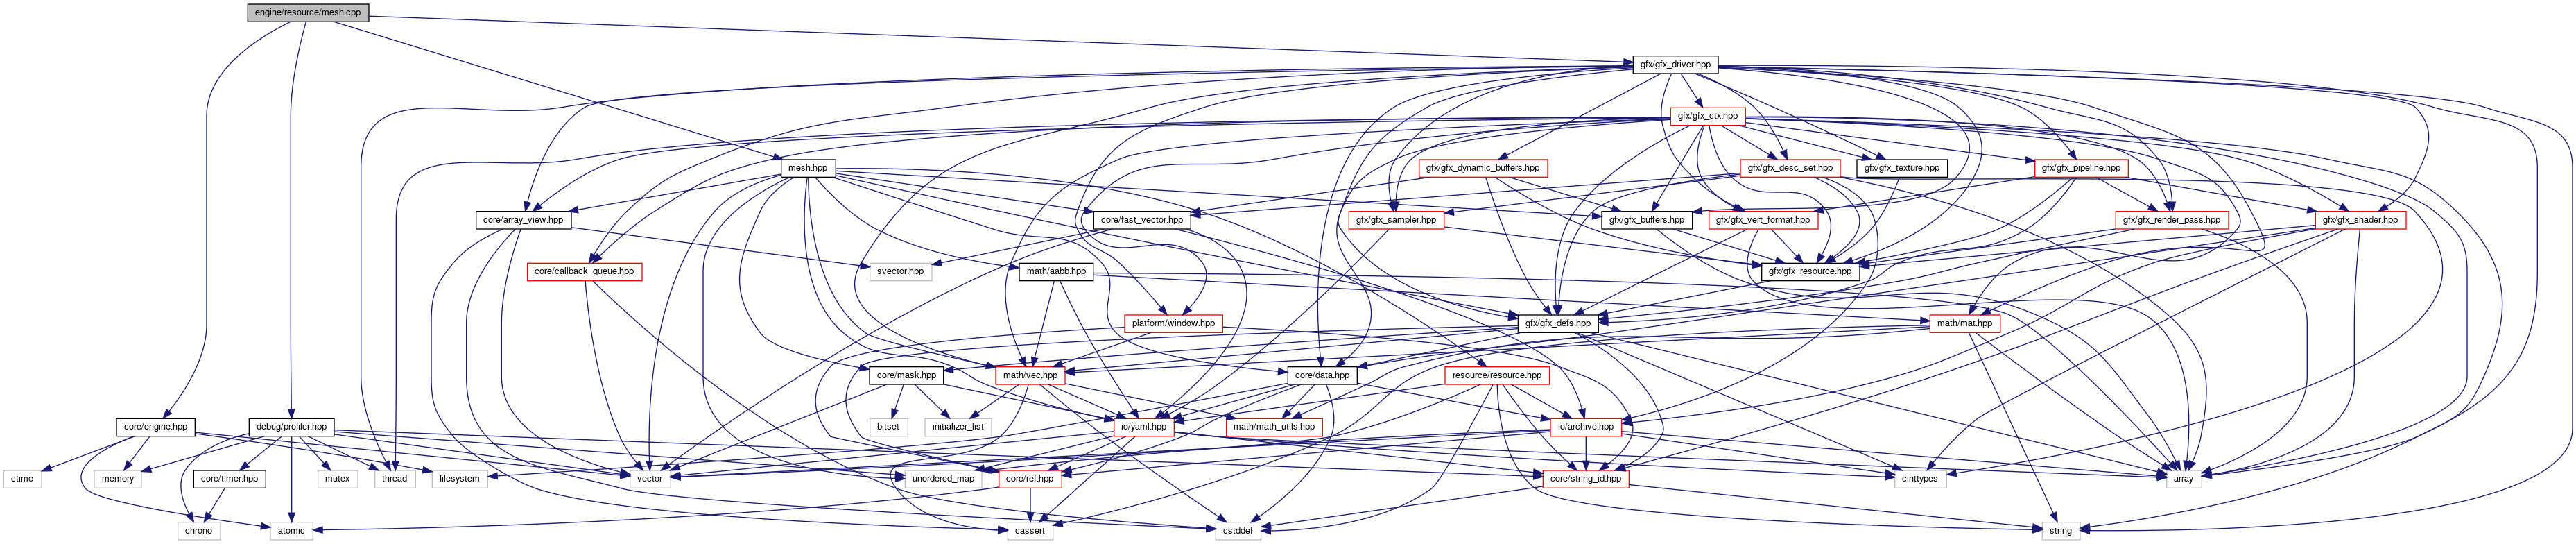 engine/resource/mesh.cpp
gfx/gfx_driver.hpp
gfx/gfx_ctx.hpp
mesh.hpp
gfx/gfx_dynamic_buffers.hpp
gfx/gfx_desc_set.hpp
gfx/gfx_texture.hpp
gfx/gfx_pipeline.hpp
core/array_view.hpp
core/fast_vector.hpp
gfx/gfx_sampler.hpp
gfx/gfx_buffers.hpp
gfx/gfx_vert_format.hpp
gfx/gfx_render_pass.hpp
gfx/gfx_shader.hpp
core/callback_queue.hpp
svector.hpp
math/aabb.hpp
gfx/gfx_resource.hpp
platform/window.hpp
gfx/gfx_defs.hpp
math/mat.hpp
core/mask.hpp
math/vec.hpp
core/data.hpp
resource/resource.hpp
core/engine.hpp
debug/profiler.hpp
bitset
initializer_list
io/yaml.hpp
math/math_utils.hpp
io/archive.hpp
ctime
memory
core/timer.hpp
mutex
thread
filesystem
vector
unordered_map
core/ref.hpp
core/string_id.hpp
cinttypes
array
chrono
atomic
cassert
cstddef
string